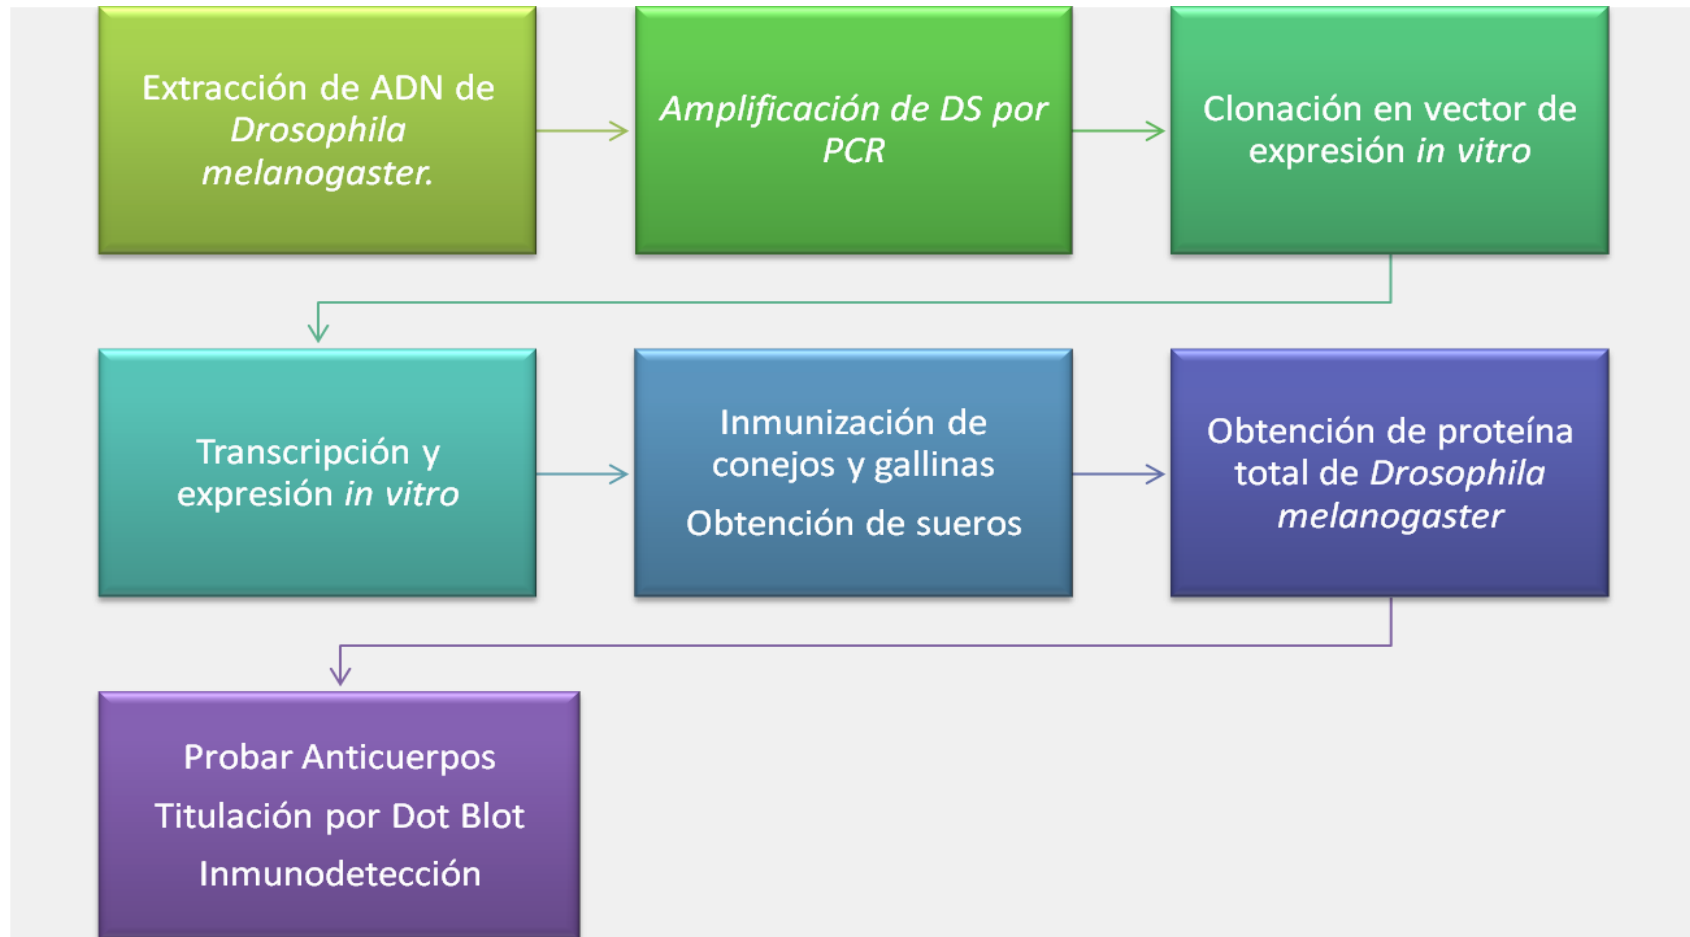 Extracción de ADN de
Drosophila
melanogaster.
Amplificación de DS por
PCR
Clonación en vector de
expresión in vitro
Transcripción y
expresión in vitro
Inmunización de
conejos y gallinas
Obtención de sueros
Obtención de proteína
total de Drosophila
melanogaster
Probar Anticuerpos
Titulación por Dot Blot
Inmunodetección